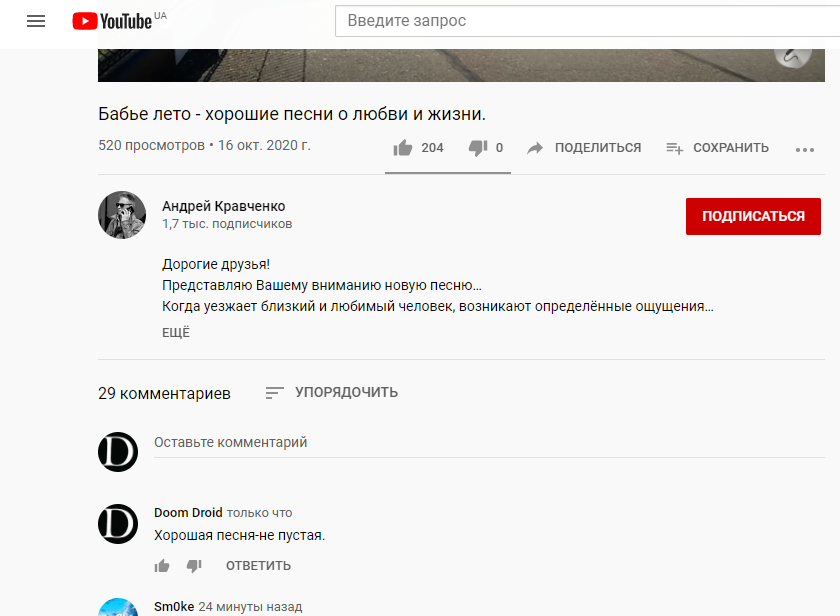 YouTube UA
Введите запрос
Бабье лето - хорошие песни о любви и жизни.
520 просмотров • 16 окт. 2020 г.
204
0
ПОДЕЛИТЬСЯ
СОХРАНИТЬ
Андрей Кравченко
1,7 тыс. подписчиков
ПОДПИСАТЬСЯ
Дорогие друзья!
Представляю Вашему вниманию новую песню...
Когда уезжает близкий и любимый человек, возникают определённые ощущения...
ЕЩЁ
29 комментариев
УПОРЯДОЧИТЬ
D
Оставьте комментарий
D
Doom Droid только что
Хорошая песня-не пустая.
ОТВЕТИТЬ
Sm0ke 24 минуты назад